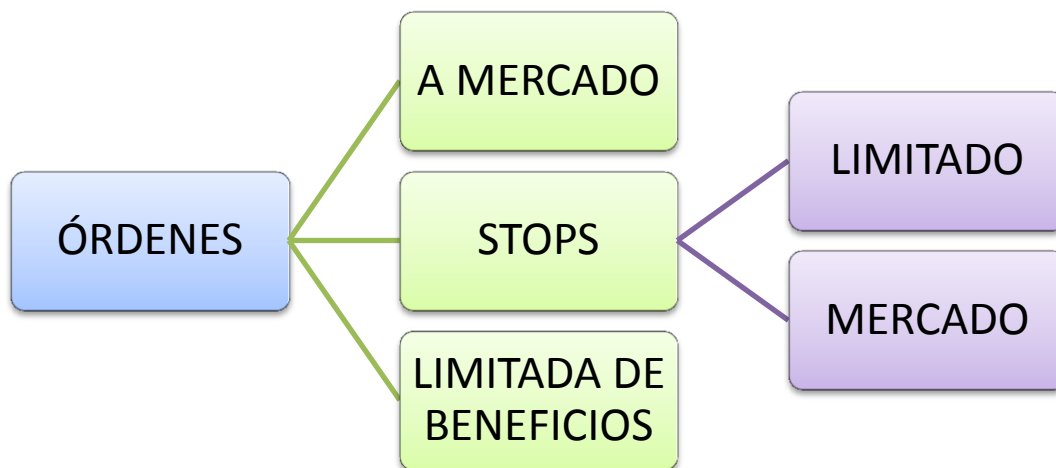 ÓRDENES
A MERCADO
STOPS
LIMITADA DE
BENEFICIOS
LIMITADO
MERCADO